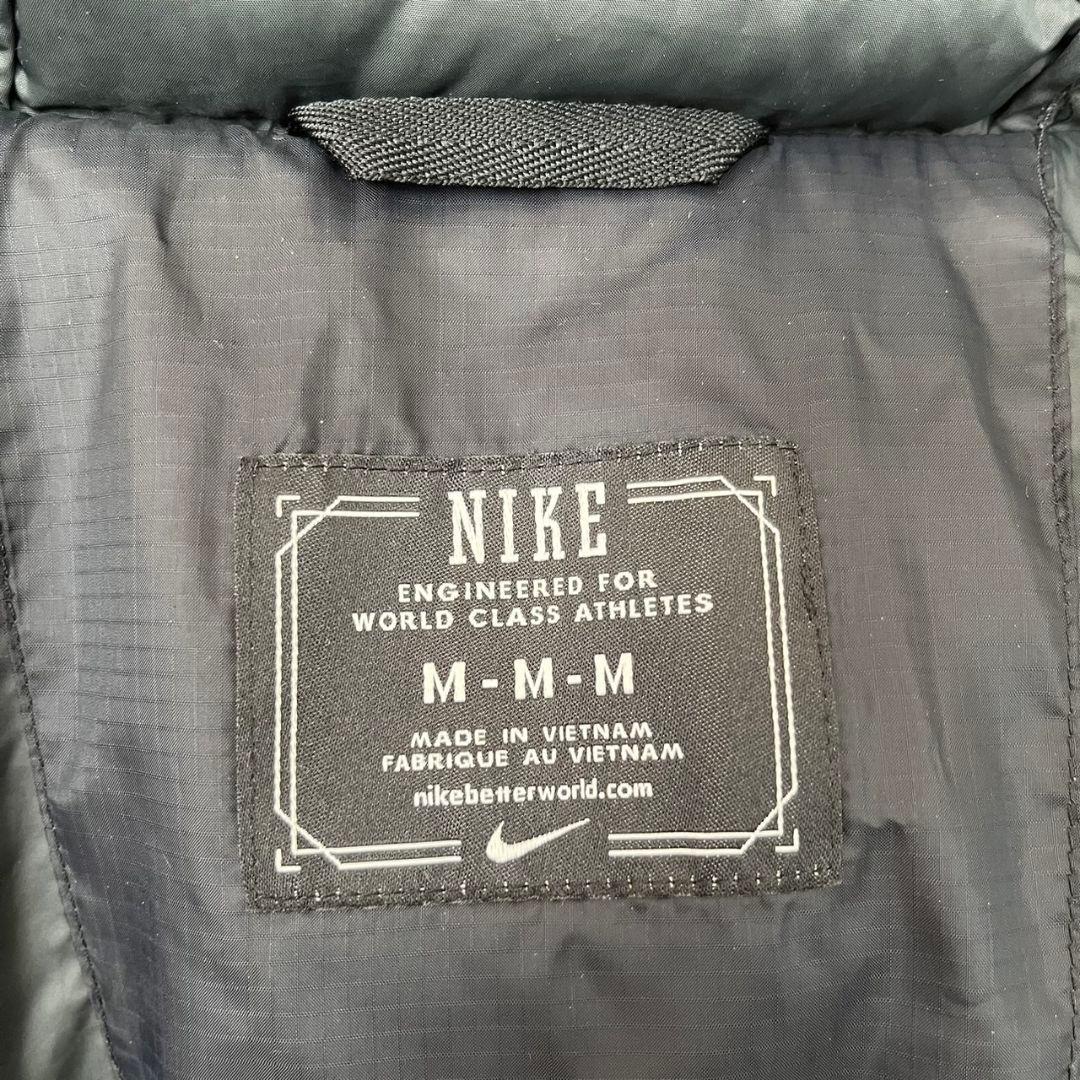 NIKE
ENGINEERED FOR
WORLD CLASS ATHLETES
M - M - M
MADE IN VIETNAM
FABRIQUE AU VIETNAM
nikebetterworld.com